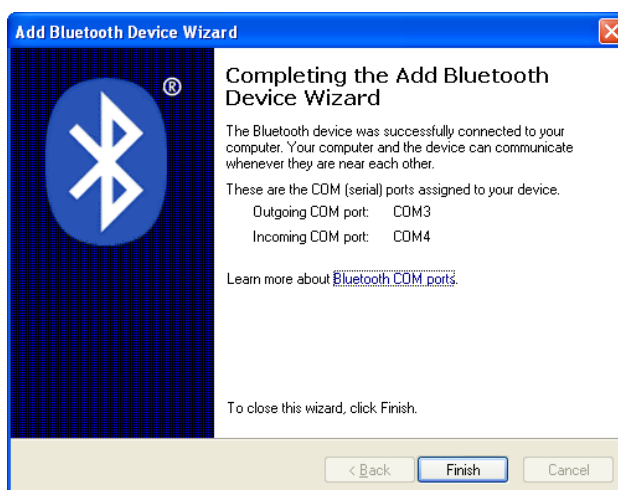 Add Bluetooth Device Wizard
®
Completing the Add Bluetooth
Device Wizard
The Bluetooth device was successfully connected to your
computer. Your computer and the device can communicate
whenever they are near each other.
These are the COM (serial) ports assigned to your device.
Outgoing COM port: COM3
Incoming COM port: COM4
Learn more about Bluetooth COM ports.
To close this wizard, click Finish.
< Back Finish Cancel